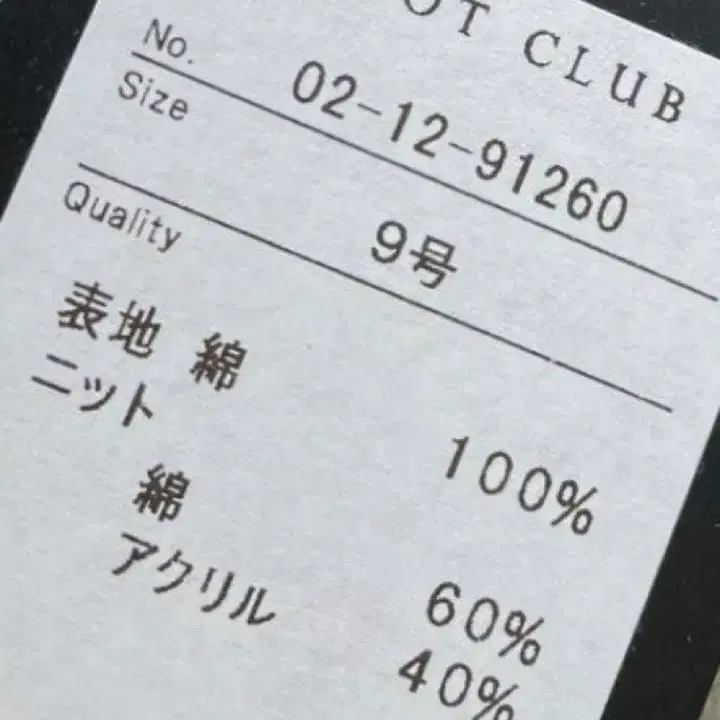 OT CLUB
No. 02-12-91260
Size 9号
Quality
表地 綿 100%
ニット
綿 60%
アクリル 40%